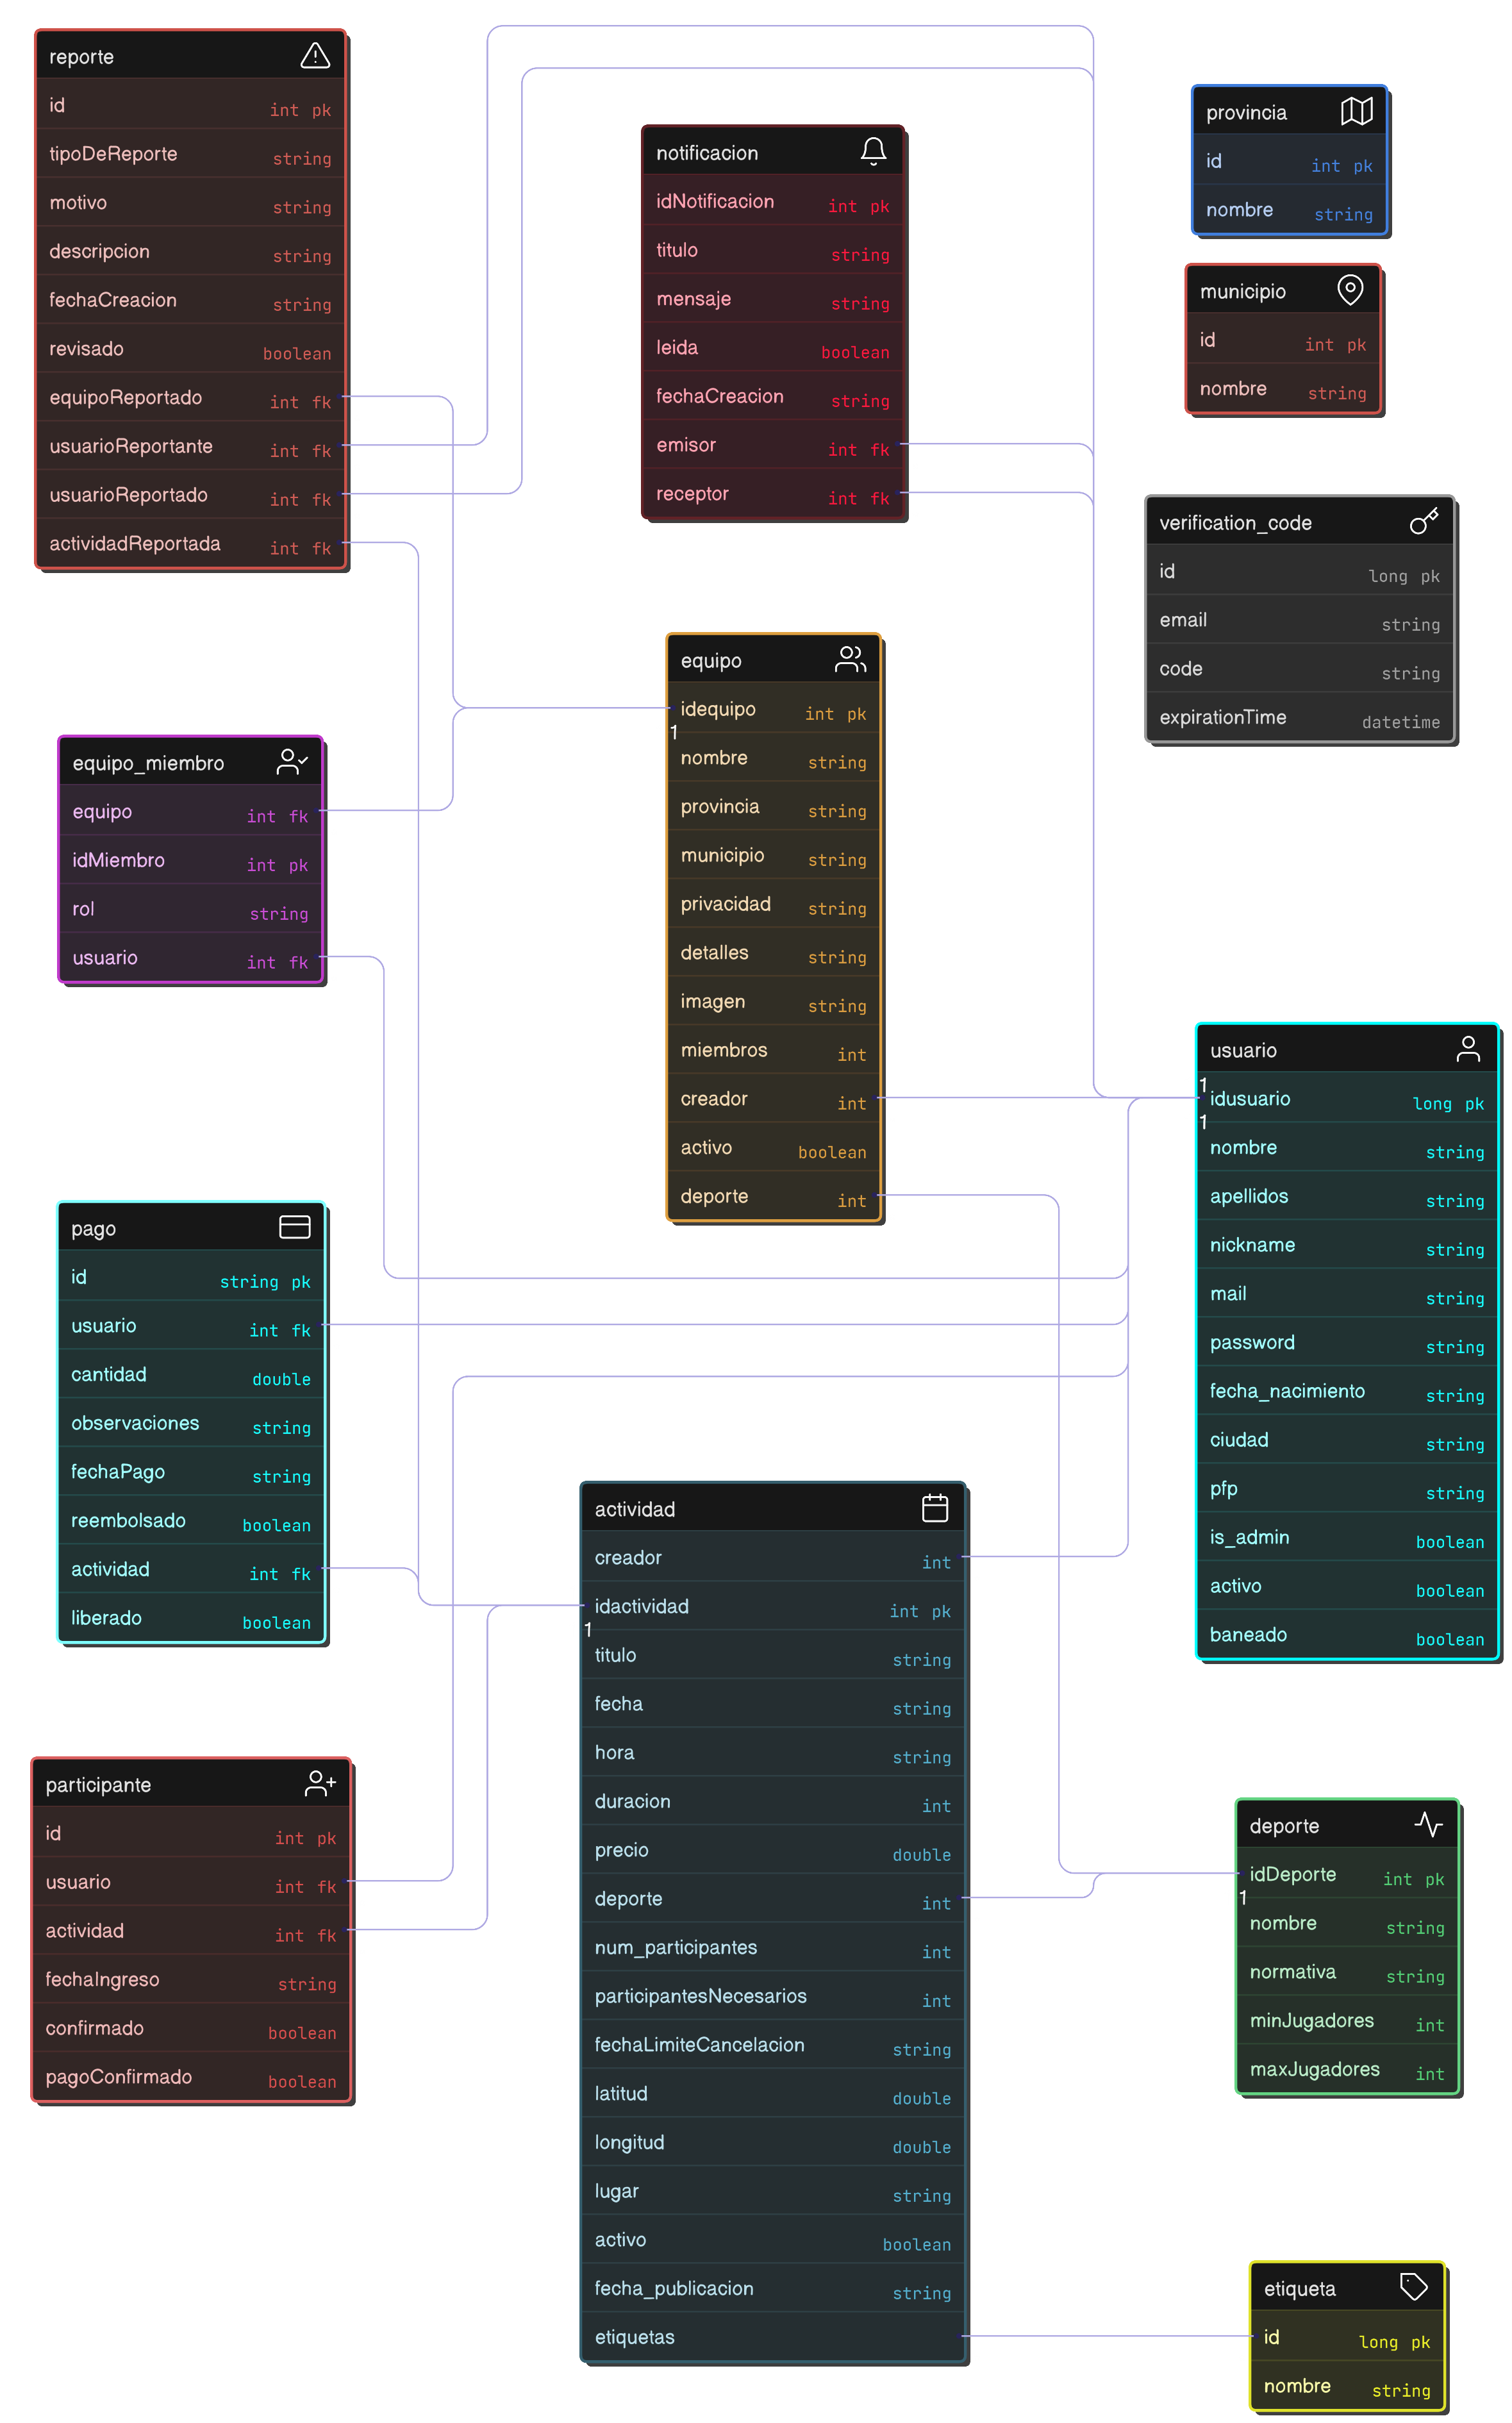 reporte
id int pk
tipoDeReporte string
motivo string
descripcion string
fechaCreacion string
revisado boolean
equipoReportado int fk
usuarioReportante int fk
usuarioReportado int fk
actividadReportada int fk
notificacion
idNotificacion int pk
titulo string
mensaje string
leida boolean
fechaCreacion string
emisor int fk
receptor int fk
provincia
id int pk
nombre string
municipio
id int pk
nombre string
verification_code
id long pk
email string
code string
expirationTime datetime
equipo
idequipo int pk
1
nombre string
provincia string
municipio string
privacidad string
detalles string
imagen string
miembros int
creador int
activo boolean
deporte int
equipo_miembro
equipo int fk
idMiembro int pk
rol string
usuario int fk
usuario
1
idusuario long pk
1
nombre string
apellidos string
nickname string
mail string
password string
fecha_nacimiento string
ciudad string
pfp string
is_admin boolean
activo boolean
baneado boolean
pago
id string pk
usuario int fk
cantidad double
observaciones string
fechaPago string
reembolsado boolean
actividad int fk
liberado boolean
actividad
creador int
idactividad int pk
1
titulo string
fecha string
hora string
duracion int
precio double
deporte int
num_participantes int
participantesNecesarios int
fechaLimiteCancelacion string
latitud double
longitud double
lugar string
activo boolean
fecha_publicacion string
etiquetas
participante
id int pk
usuario int fk
actividad int fk
fechaIngreso string
confirmado boolean
pagoConfirmado boolean
deporte
idDeporte int pk
1
nombre string
normativa string
minJugadores int
maxJugadores int
etiqueta
id long pk
nombre string